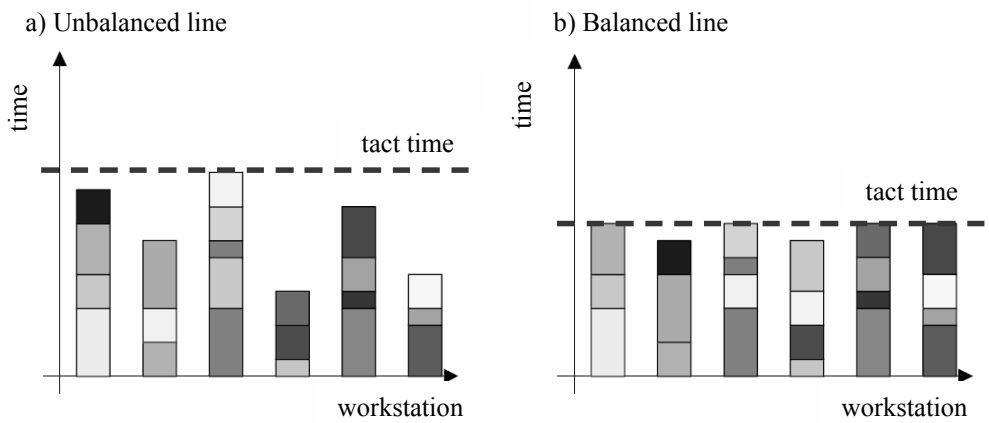 a) Unbalanced line
time
tact time
workstation
b) Balanced line
time
tact time
workstation